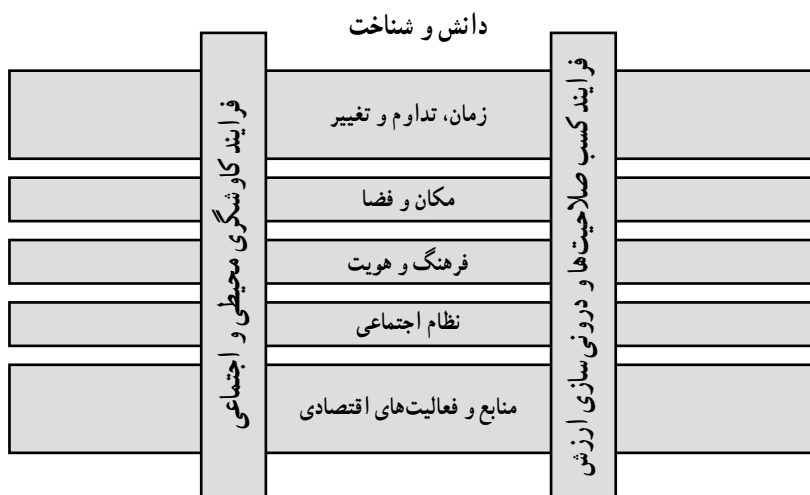 دانش و شناخت
فرایند کسب صلاحیت‌ها و درونی‌سازی ارزش
زمان، تداوم و تغییر
مکان و فضا
فرهنگ و هویت
نظام اجتماعی
منابع و فعالیت‌های اقتصادی
فرایند کاوشگری محیطی و اجتماعی